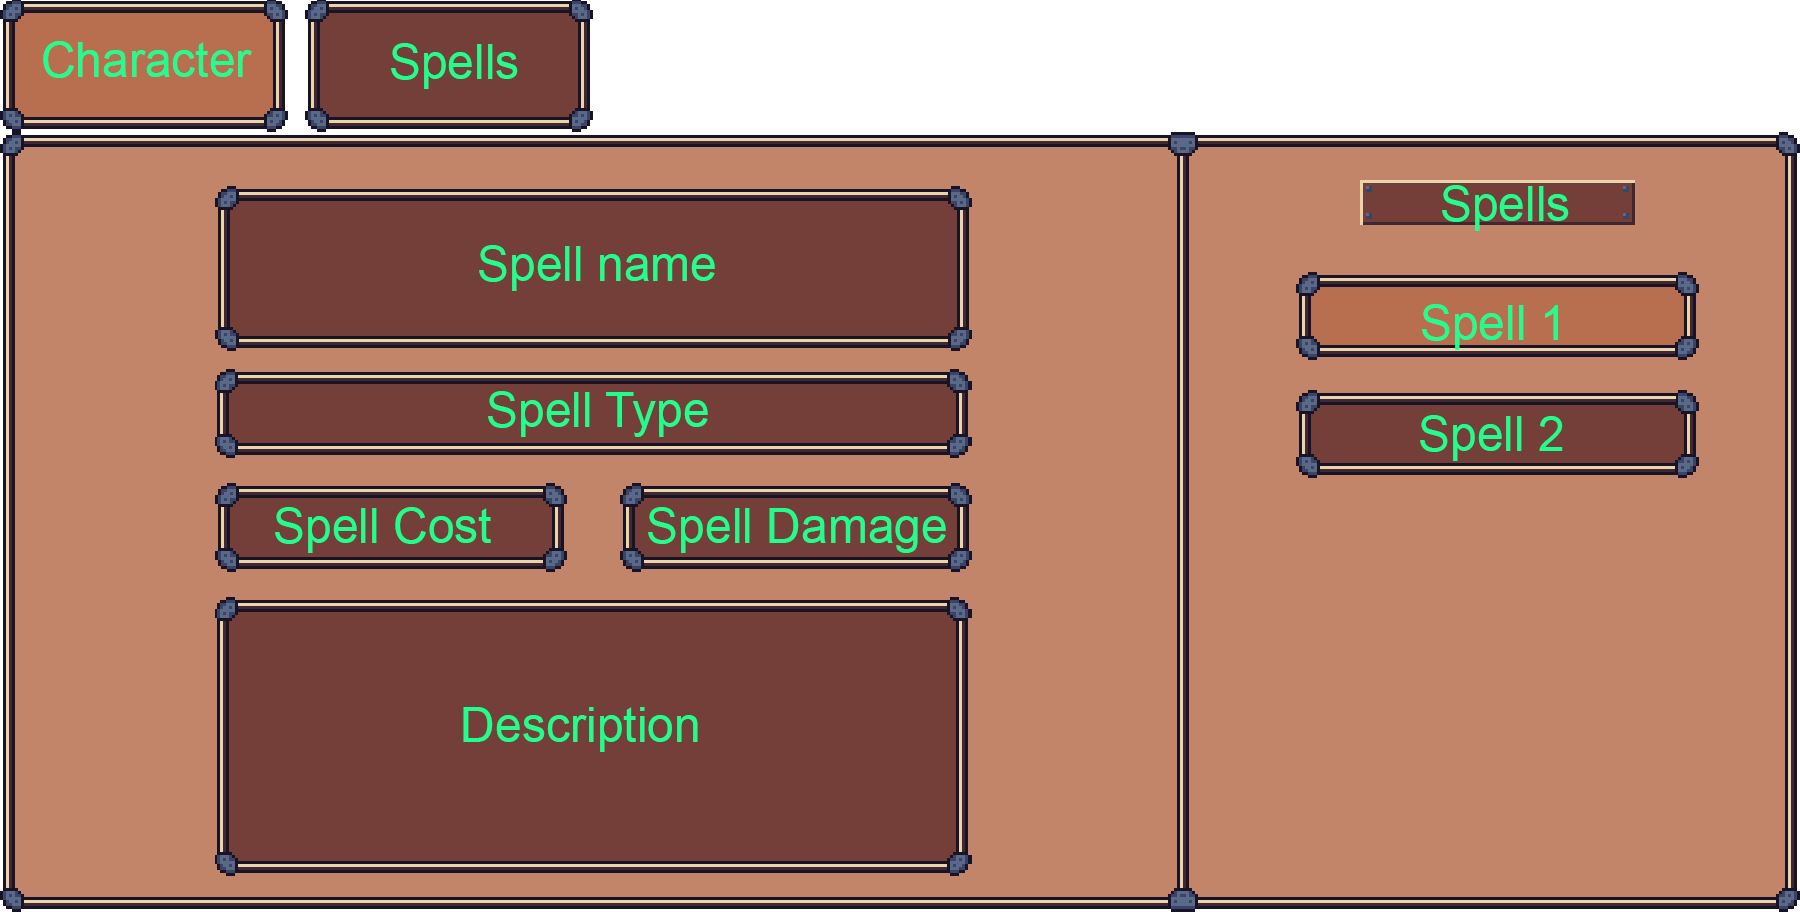 Character
Spells
Spell name
Spell Type
Spell Cost
Spell Damage
Description
Spells
Spell 1
Spell 2